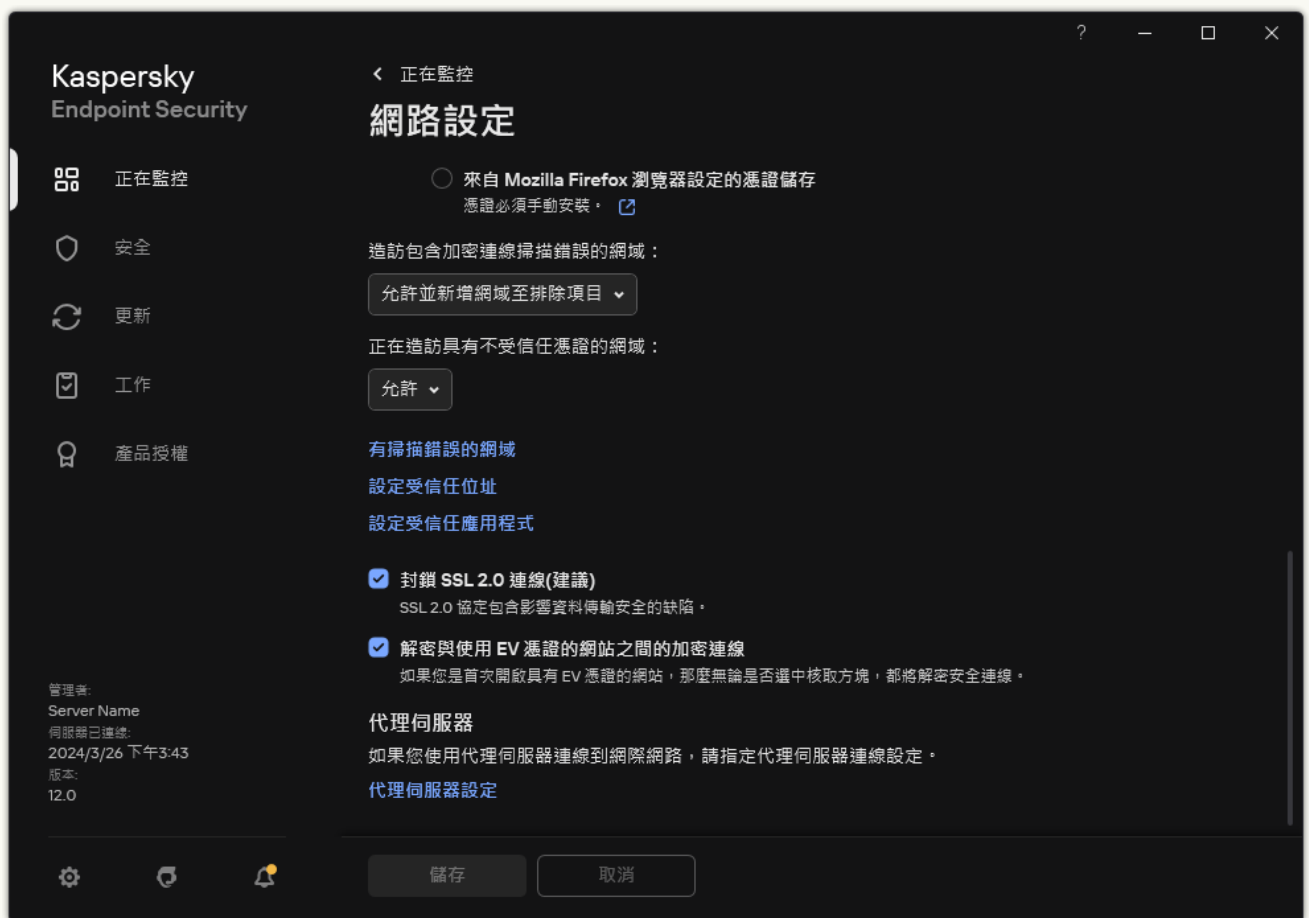 ?
Kaspersky
Endpoint Security
正在監控
安全
更新
工作
產品授權
管理者:
Server Name
伺服器已連線:
2024/3/26 下午3:43
版本:
12.0
正在監控
網路設定
來自 Mozilla Firefox 瀏覽器設定的憑證儲存
憑證必須手動安裝。
造訪包含加密連線掃描錯誤的網域：
允許並新增網域至排除項目
正在造訪具有不受信任憑證的網域：
允許
有掃描錯誤的網域
設定受信任位址
設定受信任應用程式
封鎖 SSL 2.0 連線(建議)
SSL 2.0 協定包含影響資料傳輸安全的缺陷。
解密與使用 EV 憑證的網站之間的加密連線
如果您是首次開啟具有 EV 憑證的網站，那麼無論是否選中核取方塊，都將解密安全連線。
代理伺服器
如果您使用代理伺服器連線到網際網路，請指定代理伺服器連線設定。
代理伺服器設定
儲存
取消